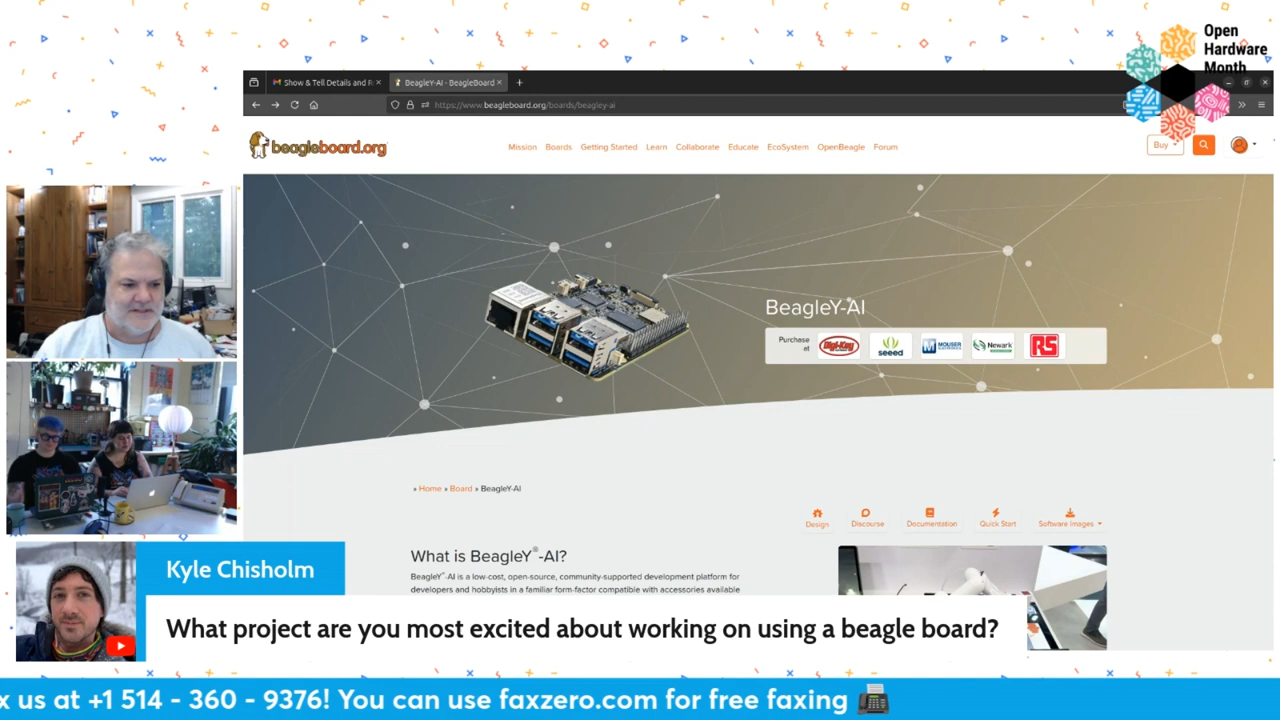 Open
Hardware
Month
Show & Tell Details and R
BeagleY-AI - BeagleBoard
https://www.beagleboard.org/boards/beagley-ai
beagleboard.org
Mission Boards Getting Started Learn Collaborate Educate EcoSystem OpenBeagle Forum
Buy
BeagleY-AI
Purchase
at
Digi-Key
seeed
MOUSER
ELECTRONICS
Newark
RS
» Home » Board » BeagleY-AI
Design Discourse Documentation Quick Start Software Images
What is BeagleY®-AI?
BeagleY®-AI is a low-cost, open-source, community-supported development platform for
developers and hobbyists in a familiar form-factor compatible with accessories available
Kyle Chisholm
What project are you most excited about working on using a beagle board?
x us at +1 514 - 360 - 9376! You can use faxzero.com for free faxing